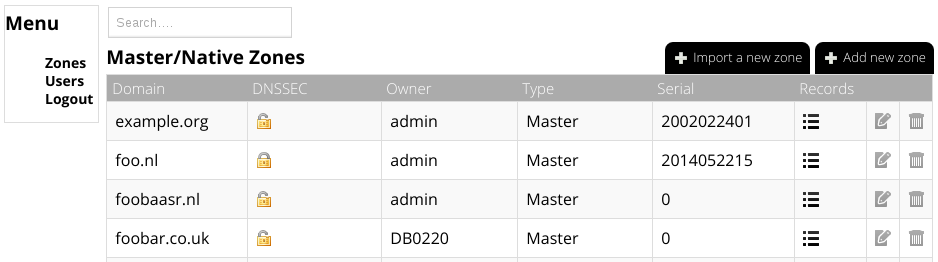 Menu
Zones
Users
Logout
Search....
Master/Native Zones
Import a new zone Add new zone
Domain DNSSEC Owner Type Serial Records
example.org admin Master 2002022401
foo.nl admin Master 2014052215
foobaasr.nl admin Master 0
foobar.co.uk DB0220 Master 0